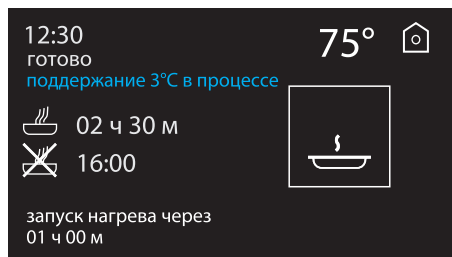 12:30
75°
готово
поддержание 3°C в процессе
02 ч 30 м
16:00
запуск нагрева через
01 ч 00 м